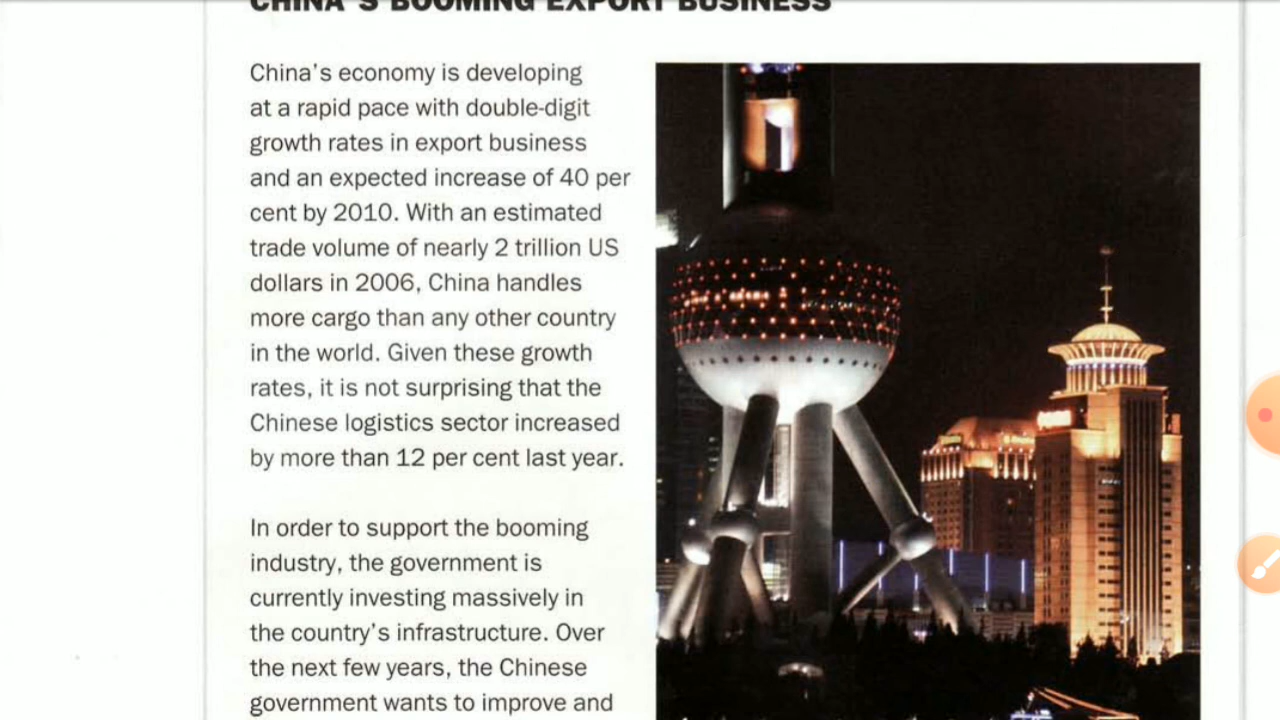 CHINA'S BOOMING EXPORT BUSINESS
China's economy is developing
at a rapid pace with double-digit
growth rates in export business
and an expected increase of 40 per
cent by 2010. With an estimated
trade volume of nearly 2 trillion US
dollars in 2006, China handles
more cargo than any other country
in the world. Given these growth
rates, it is not surprising that the
Chinese logistics sector increased
by more than 12 per cent last year.
In order to support the booming
industry, the government is
currently investing massively in
the country's infrastructure. Over
the next few years, the Chinese
government wants to improve and